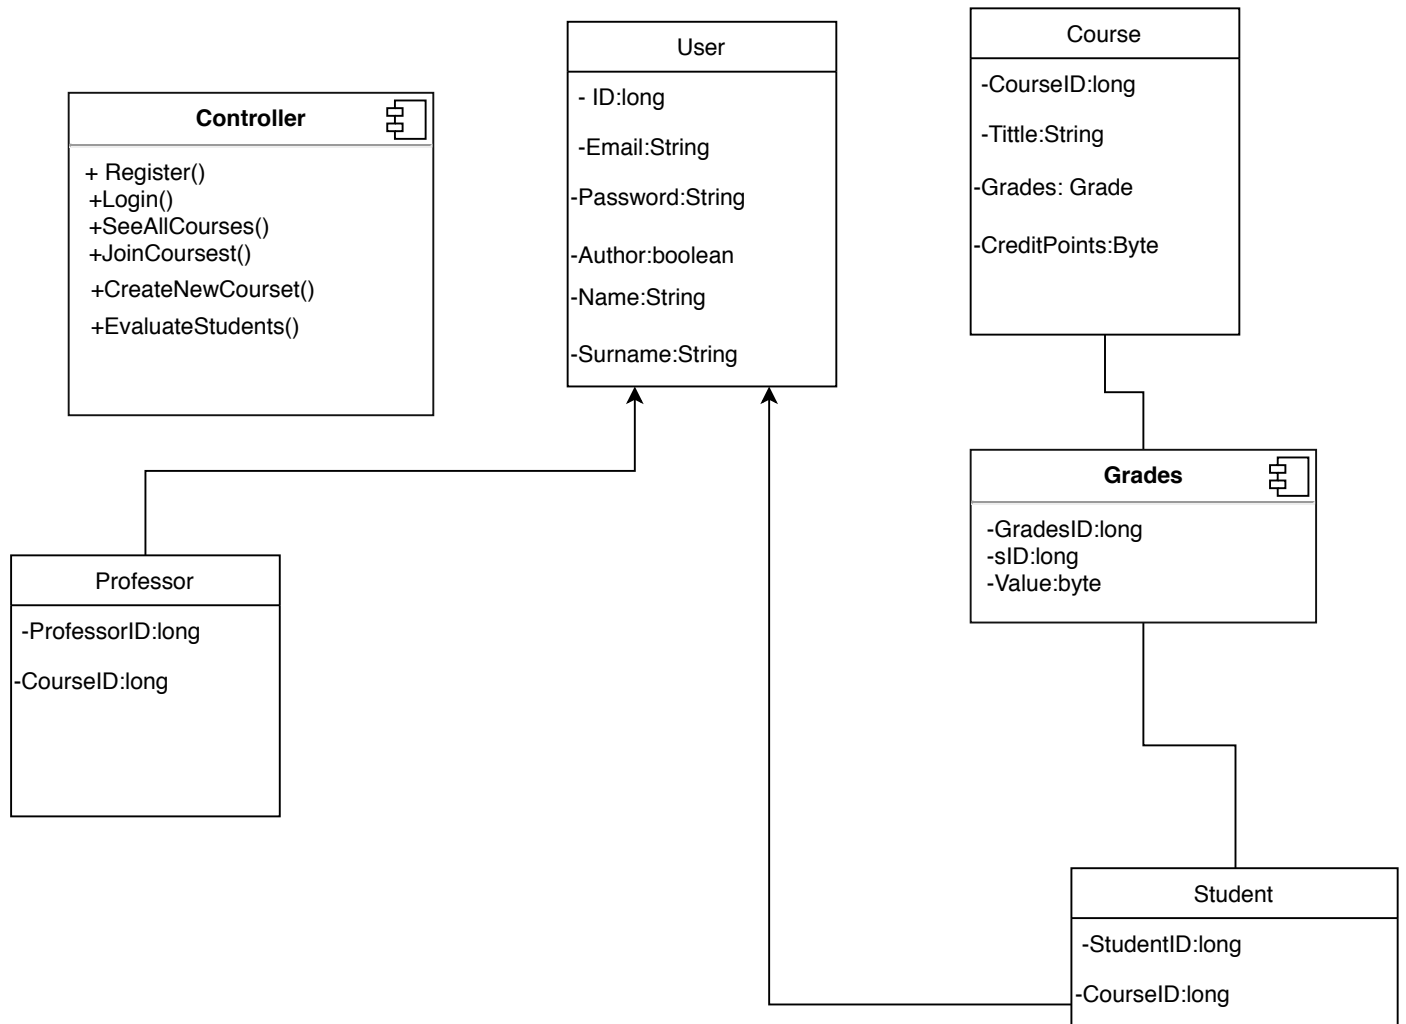 Controller
+ Register()
+Login()
+SeeAllCourses()
+JoinCoursest()
+CreateNewCourset()
+EvaluateStudents()
User
- ID:long
-Email:String
-Password:String
-Author:boolean
-Name:String
-Surname:String
Course
-CourseID:long
-Tittle:String
-Grades: Grade
-CreditPoints:Byte
Grades
-GradesID:long
-sID:long
-Value:byte
Professor
-ProfessorID:long
-CourseID:long
Student
-StudentID:long
-CourseID:long